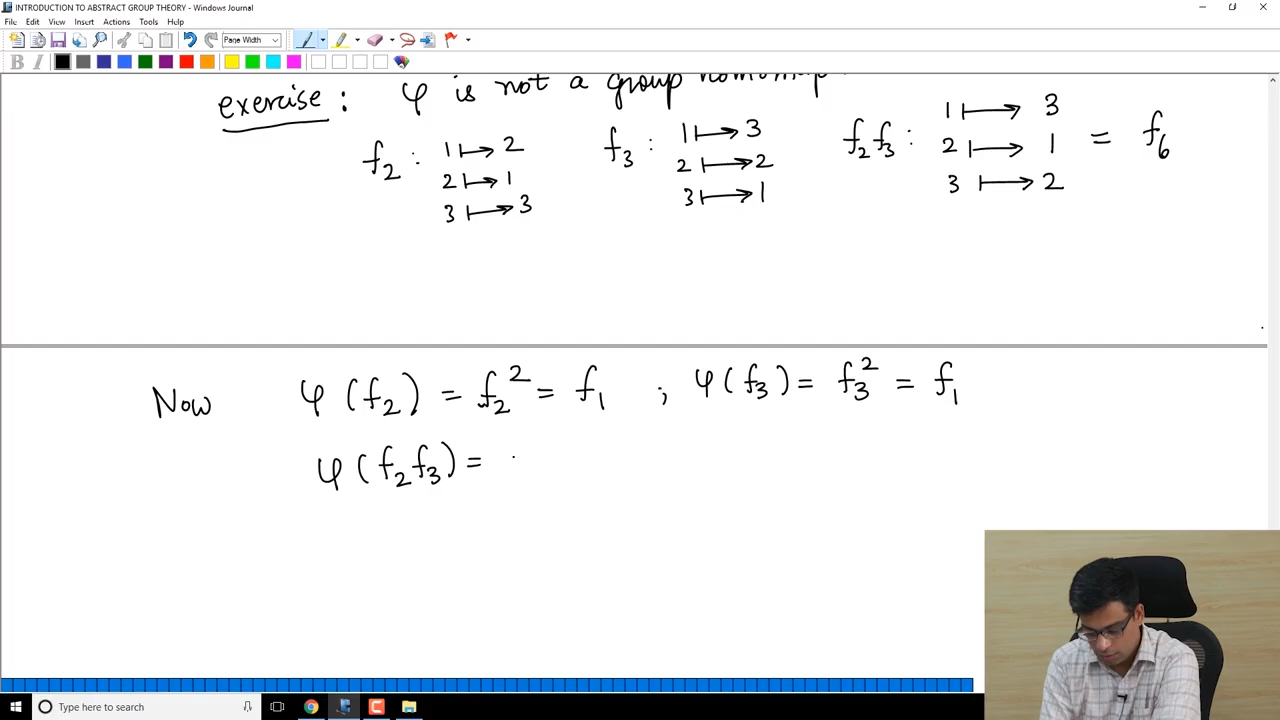 INTRODUCTION TO ABSTRACT GROUP THEORY - Windows Journal
File Edit View Insert Actions Tools Help
Page Width
B I
exercise : φ is not a group homomap.
f₂ : 1 ↦ 2 f₃ : 1 ↦ 3 f₂f₃ : 1 ↦ 3
2 ↦ 1 2 ↦ 2 2 ↦ 1 = f₆
3 ↦ 3 3 ↦ 1 3 ↦ 2
Now φ(f₂) = f₂² = f₁ ; φ(f₃) = f₃² = f₁
φ(f₂f₃) =
Type here to search